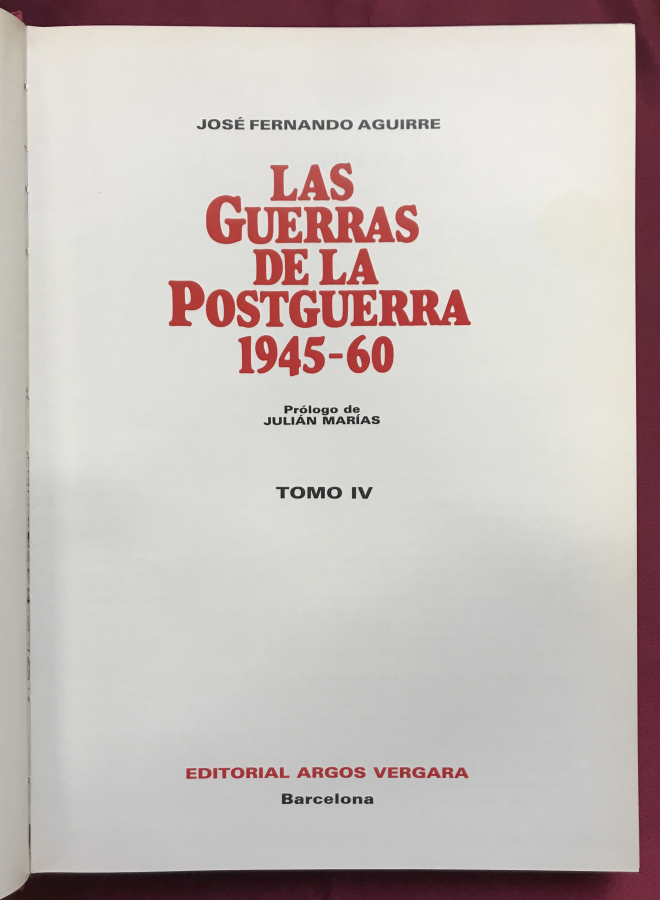 JOSÉ FERNANDO AGUIRRE
LAS
GUERRAS
DE LA
POSTGUERRA
1945-60
Prólogo de
JULIÁN MARÍAS
TOMO IV
EDITORIAL ARGOS VERGARA
Barcelona